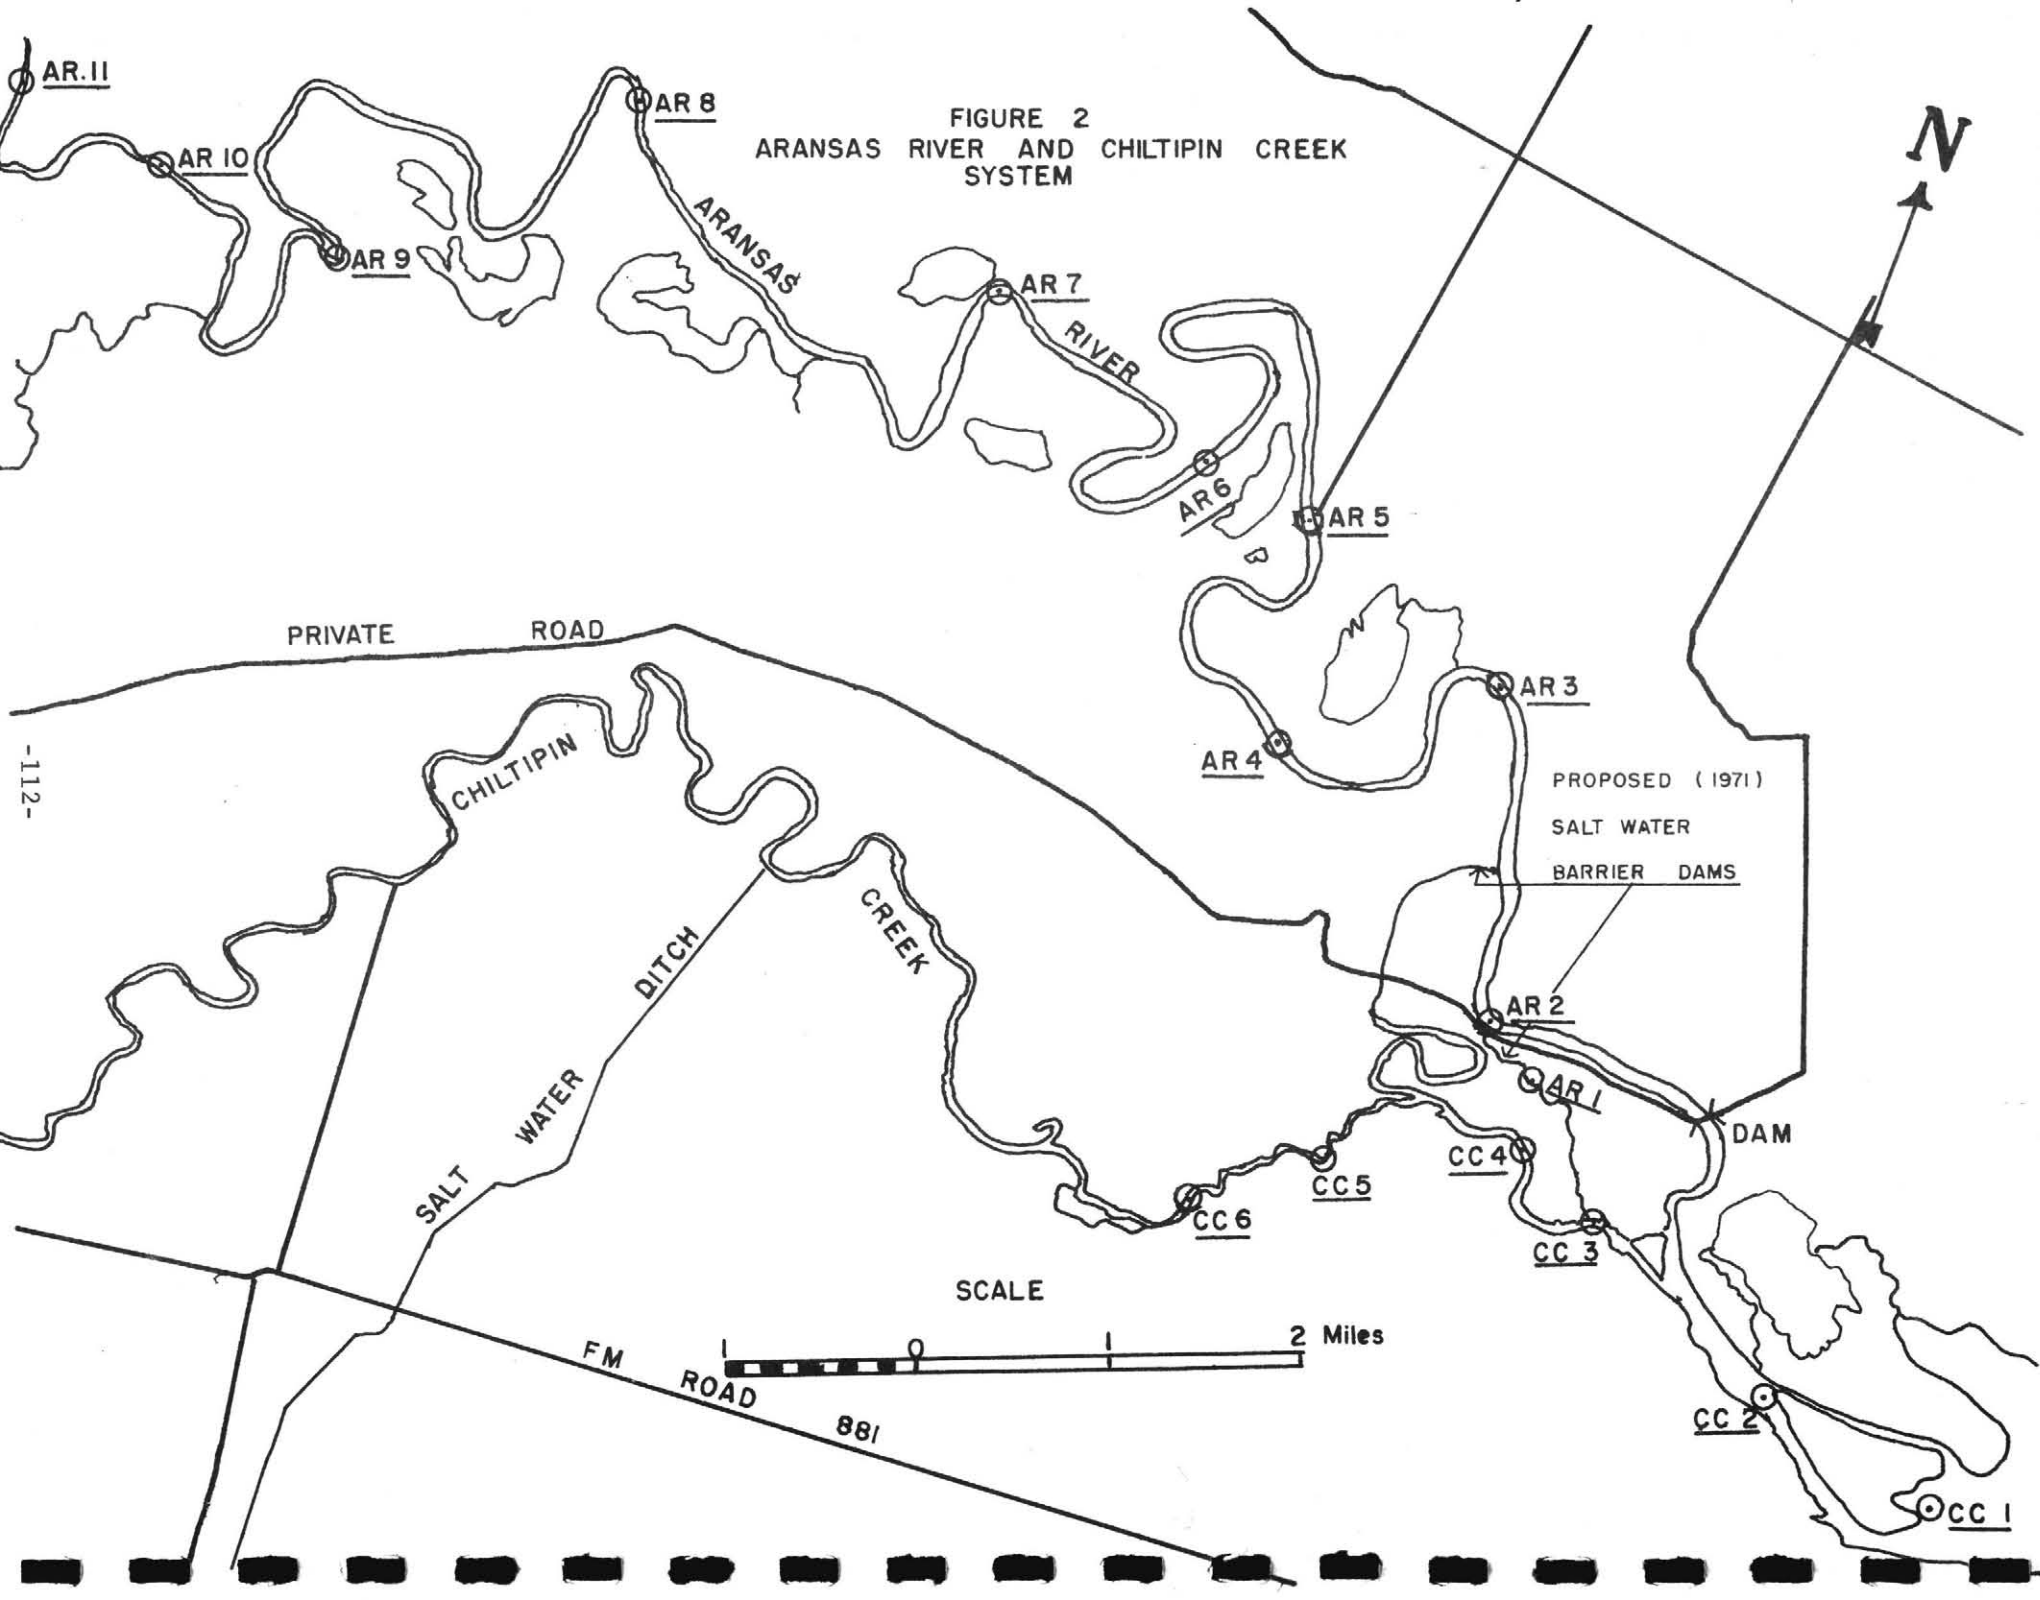 FIGURE 2
ARANSAS RIVER AND CHILTIPIN CREEK
SYSTEM
N
AR.11
AR 10
AR 9
AR 8
ARANSAS
RIVER
AR 7
AR 6
AR 5
AR 4
AR 3
PROPOSED (1971)
SALT WATER
BARRIER DAMS
AR 2
AR 1
DAM
PRIVATE ROAD
CHILTIPIN
CREEK
SALT WATER DITCH
CC 6
CC 5
CC 4
CC 3
CC 2
CC 1
SCALE
1 0 1 2 Miles
FM ROAD 881
-112-